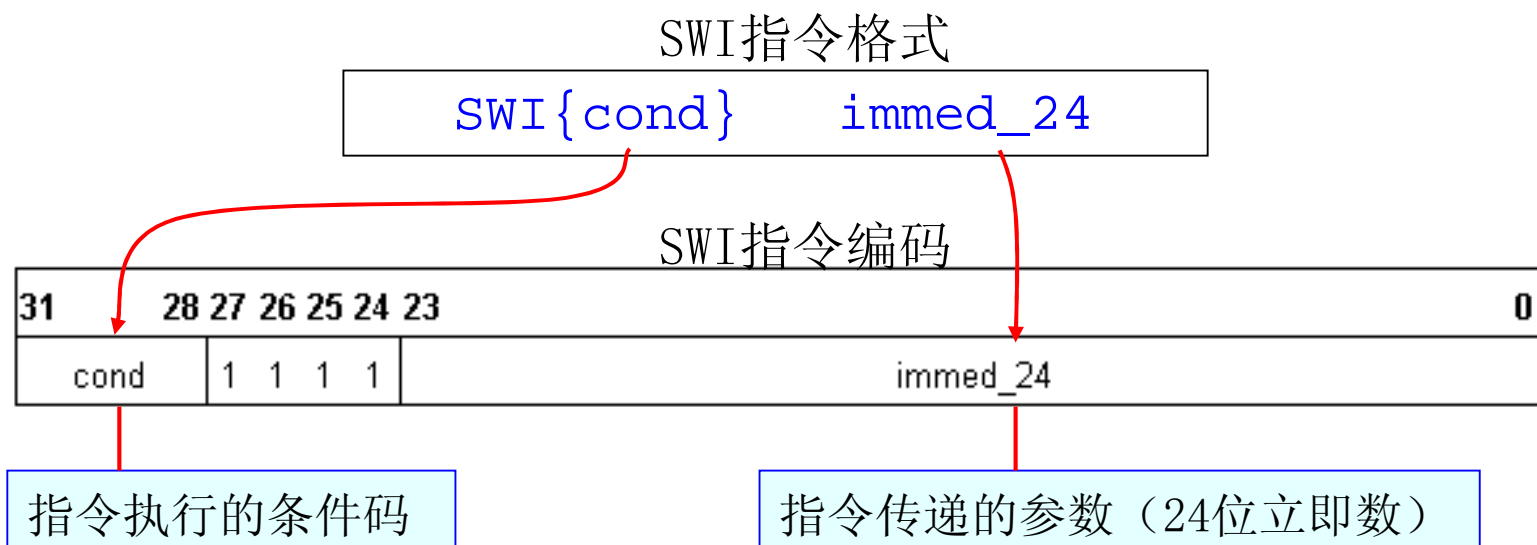 SWI指令格式
SWI{cond} immed_24
SWI指令编码
31 28 27 26 25 24 23 0
cond 1 1 1 1 immed_24
指令执行的条件码 指令传递的参数（24位立即数）